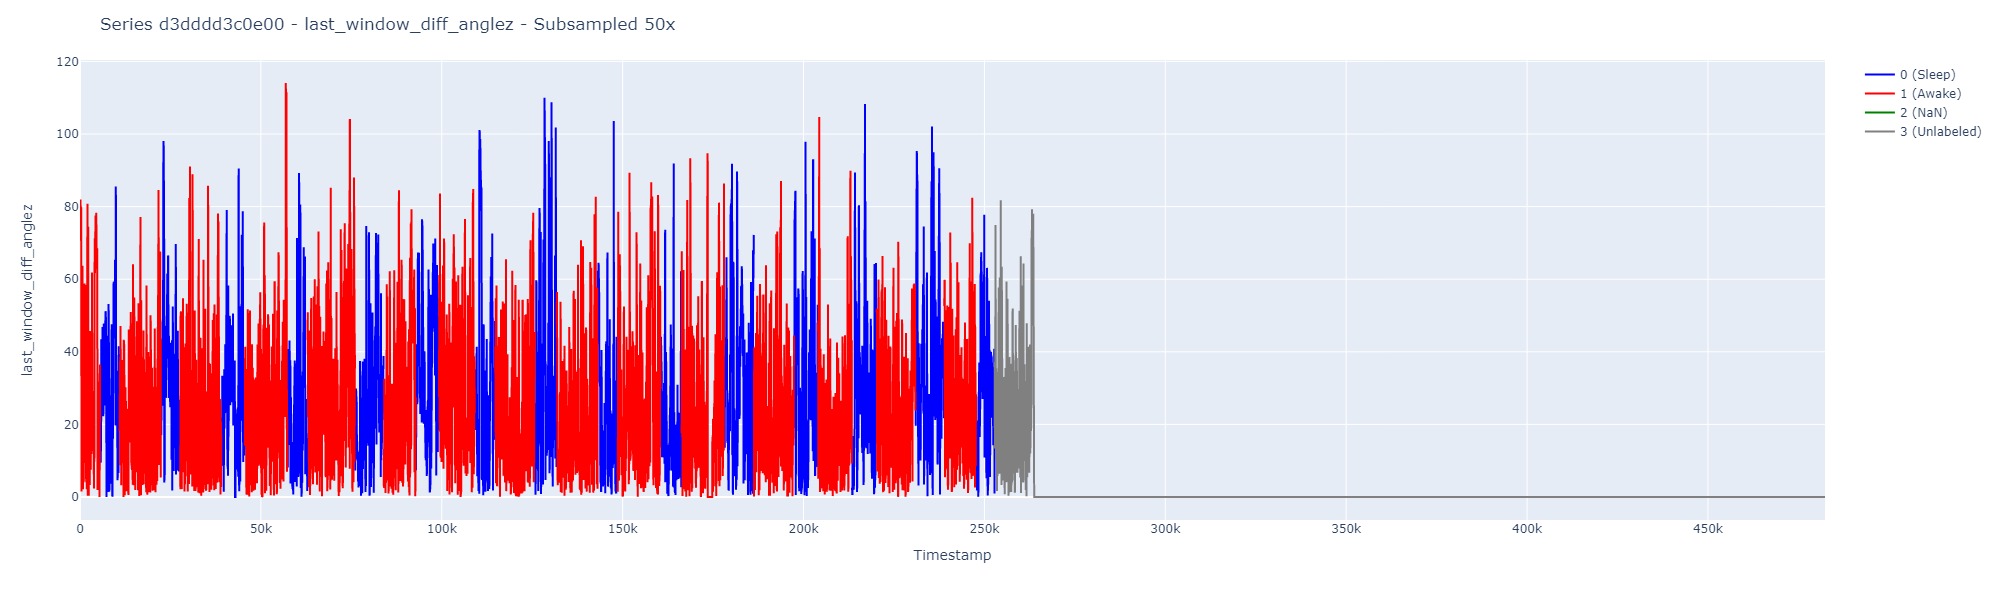 Series d3dddd3c0e00 - last_window_diff_anglez - Subsampled 50x
120
100
80
60
40
20
0
last_window_diff_anglez
0 50k 100k 150k 200k 250k 300k 350k 400k 450k
Timestamp
0 (Sleep)
1 (Awake)
2 (NaN)
3 (Unlabeled)